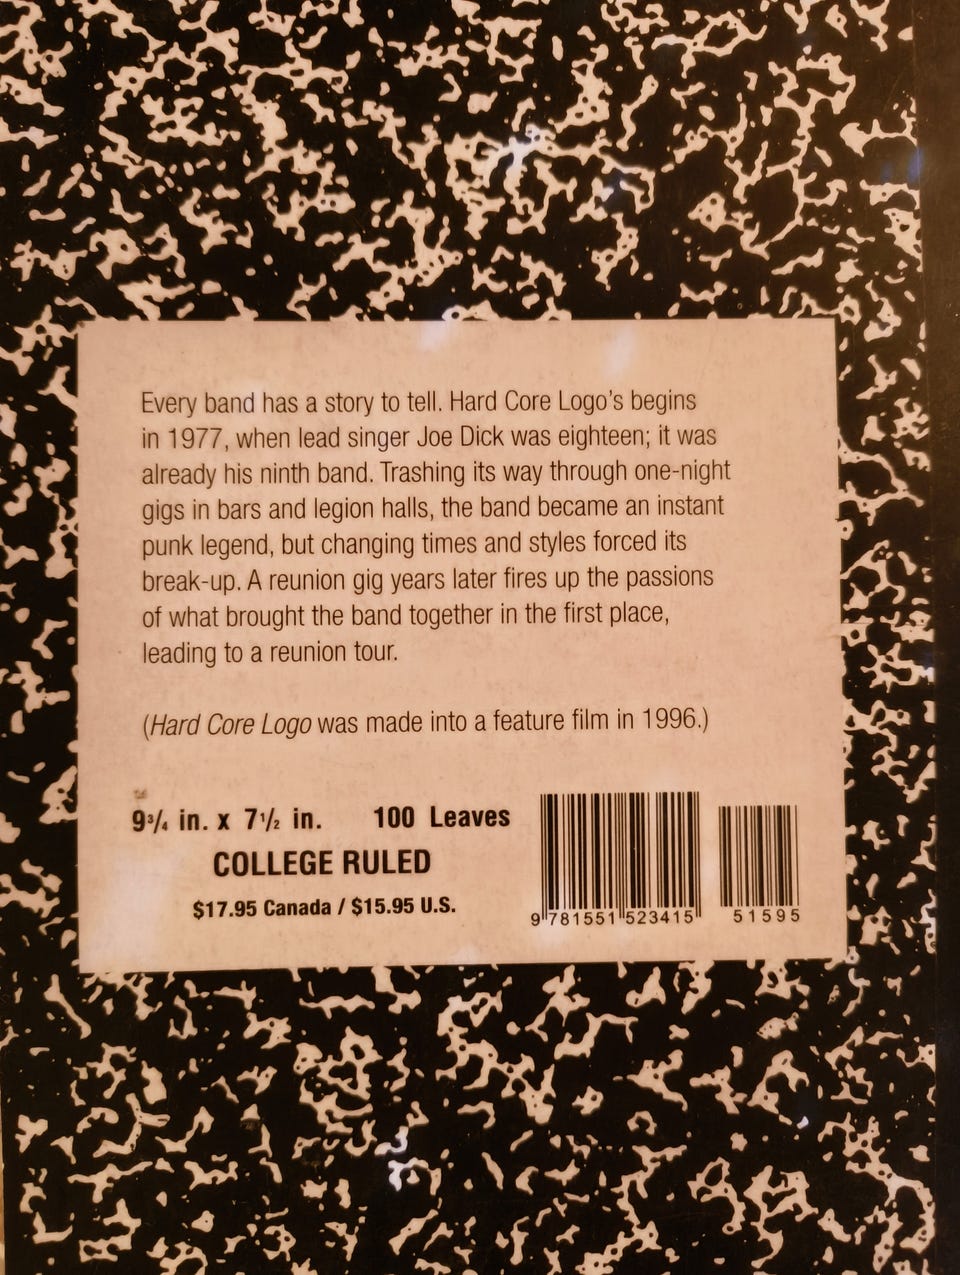 Every band has a story to tell. Hard Core Logo's begins
in 1977, when lead singer Joe Dick was eighteen; it was
already his ninth band. Trashing its way through one-night
gigs in bars and legion halls, the band became an instant
punk legend, but changing times and styles forced its
break-up. A reunion gig years later fires up the passions
of what brought the band together in the first place,
leading to a reunion tour.
(Hard Core Logo was made into a feature film in 1996.)
9 3/4 in. x 7 1/2 in. 100 Leaves
COLLEGE RULED
$17.95 Canada / $15.95 U.S.
9 781551 523415
51595